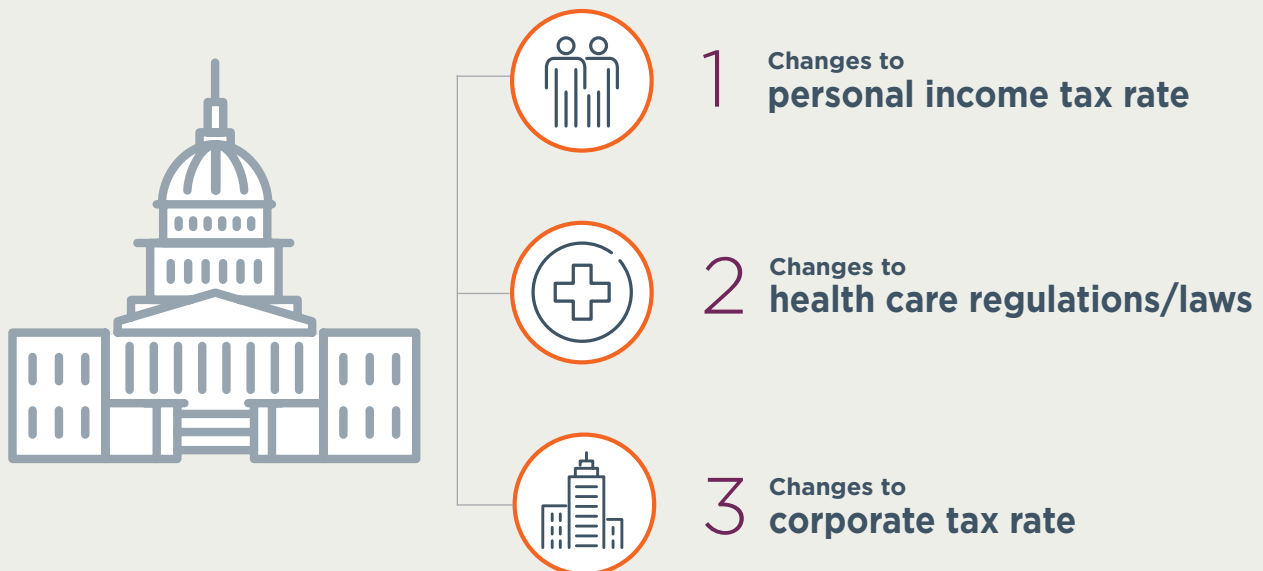 1
Changes to
personal income tax rate
2
Changes to
health care regulations/laws
3
Changes to
corporate tax rate